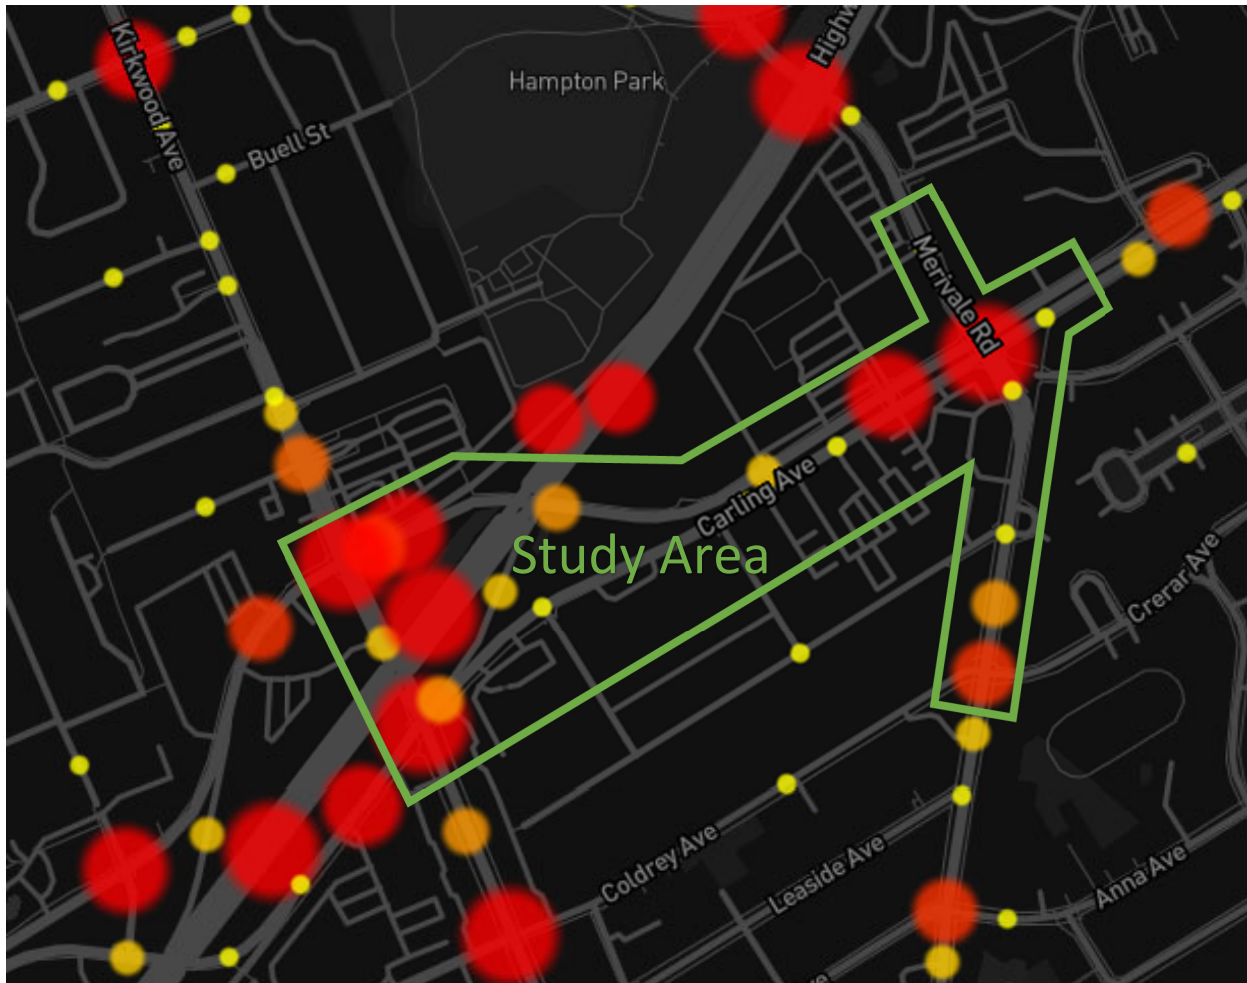 Highw
Kirkwood Ave
Hampton Park
Buell St
Merivale Rd
Carling Ave
Study Area
Crerar Ave
Coldrey Ave
Leaside Ave
Anna Ave